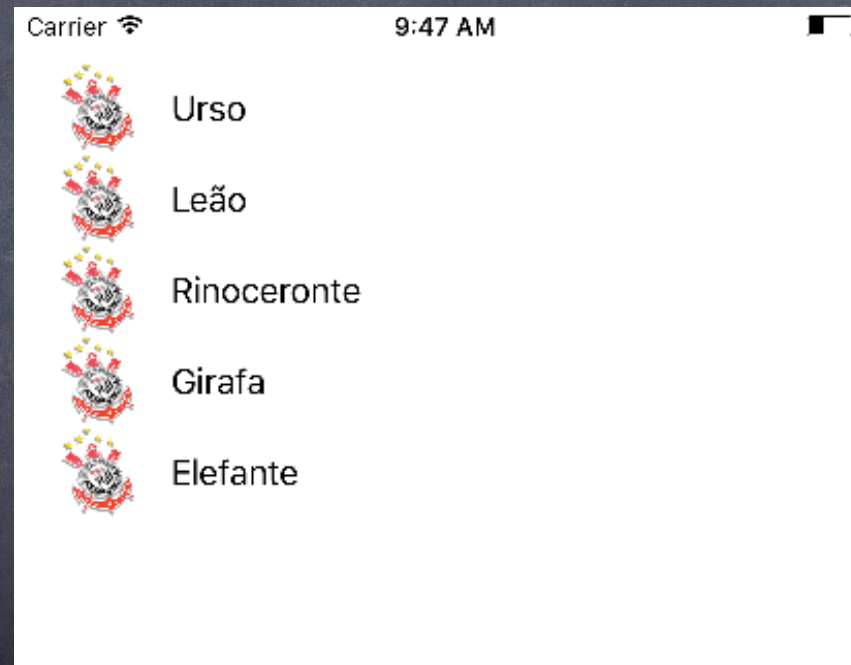 Carrier 9:47 AM
Urso
Leão
Rinoceronte
Girafa
Elefante